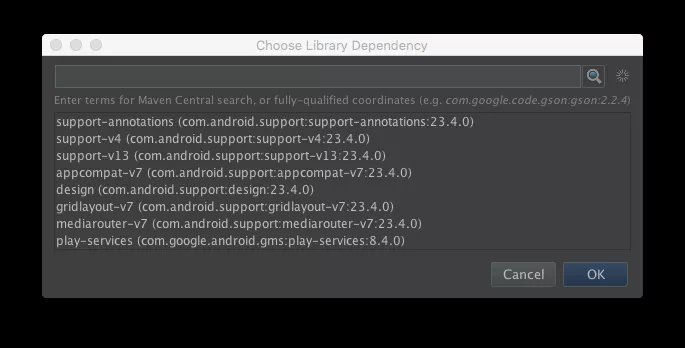 Choose Library Dependency
Enter terms for Maven Central search, or fully-qualified coordinates (e.g. com.google.code.gson:gson:2.2.4)
support-annotations (com.android.support:support-annotations:23.4.0)
support-v4 (com.android.support:support-v4:23.4.0)
support-v13 (com.android.support:support-v13:23.4.0)
appcompat-v7 (com.android.support:appcompat-v7:23.4.0)
design (com.android.support:design:23.4.0)
gridlayout-v7 (com.android.support:gridlayout-v7:23.4.0)
mediarouter-v7 (com.android.support:mediarouter-v7:23.4.0)
play-services (com.google.android.gms:play-services:8.4.0)
Cancel OK